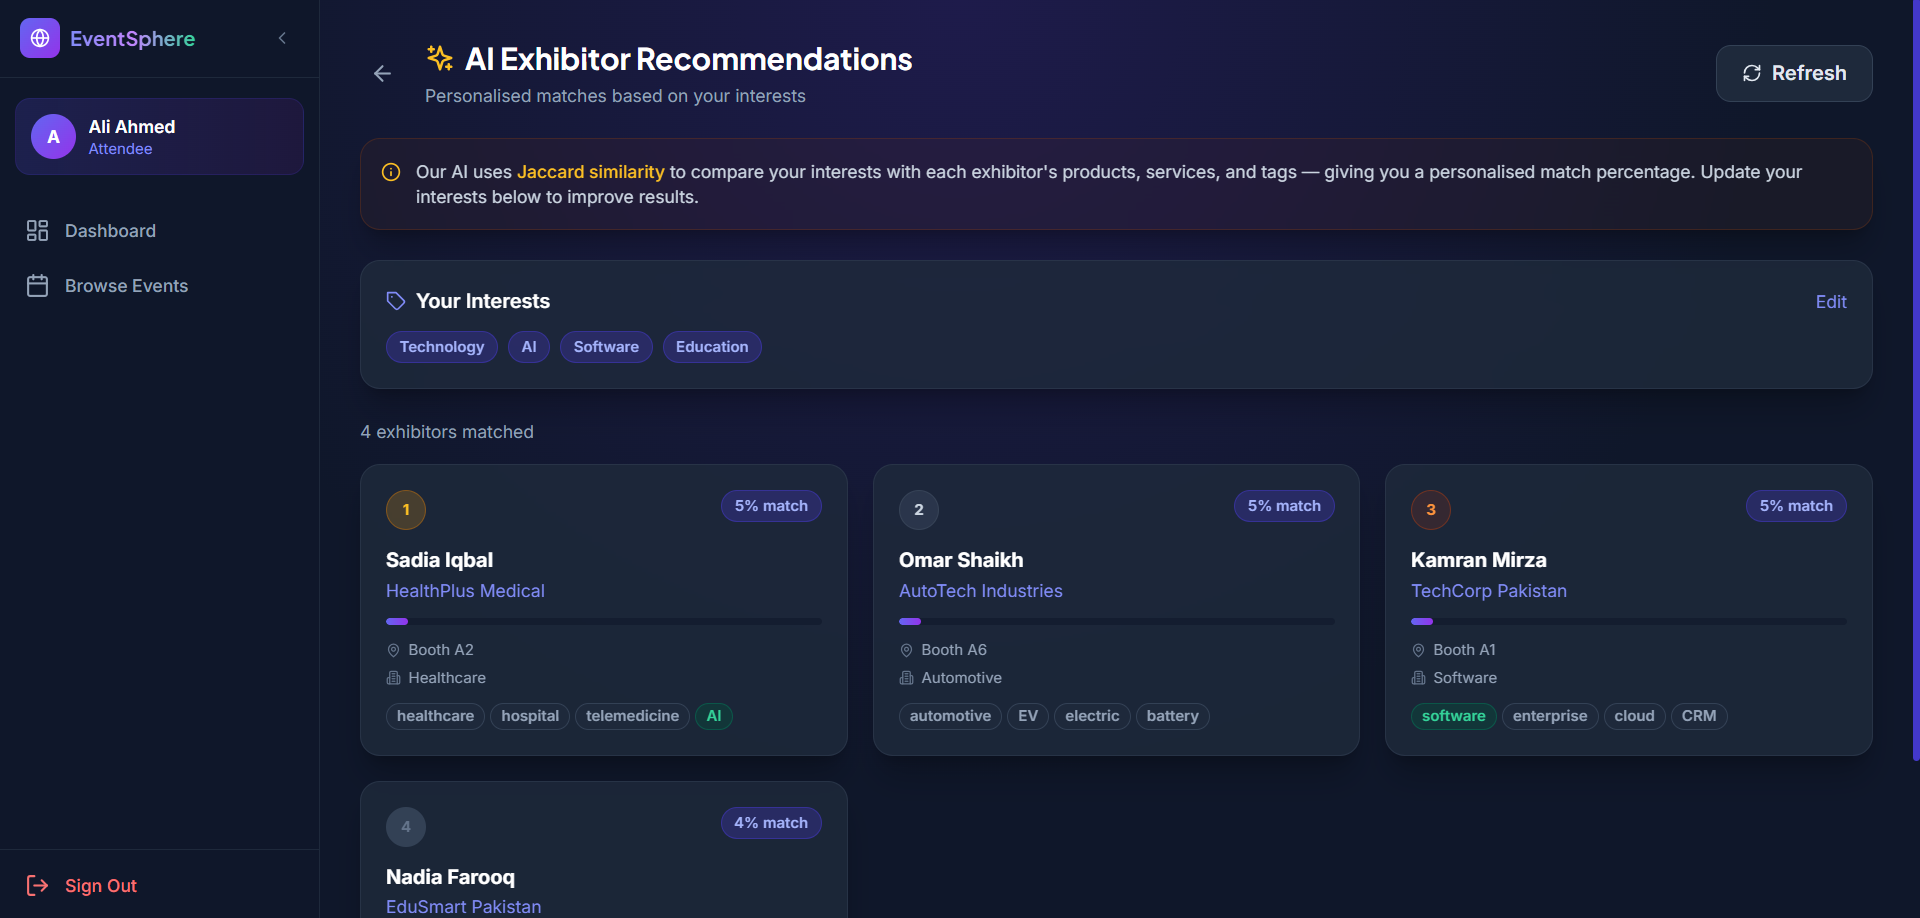 EventSphere
A
Ali Ahmed
Attendee
Dashboard
Browse Events
Sign Out
AI Exhibitor Recommendations
Personalised matches based on your interests
Refresh
Our AI uses Jaccard similarity to compare your interests with each exhibitor's products, services, and tags — giving you a personalised match percentage. Update your
interests below to improve results.
Your Interests
Edit
Technology AI Software Education
4 exhibitors matched
1
5% match
Sadia Iqbal
HealthPlus Medical
Booth A2
Healthcare
healthcare hospital telemedicine AI
2
5% match
Omar Shaikh
AutoTech Industries
Booth A6
Automotive
automotive EV electric battery
3
5% match
Kamran Mirza
TechCorp Pakistan
Booth A1
Software
software enterprise cloud CRM
4
4% match
Nadia Farooq
EduSmart Pakistan